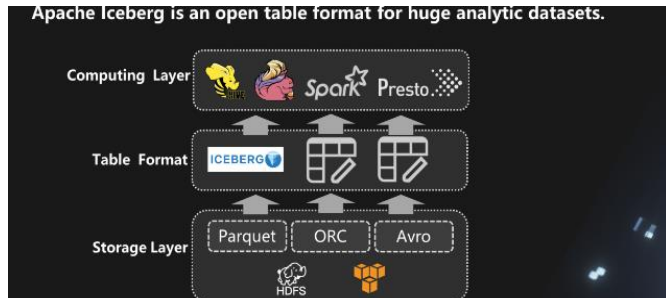 Apache Iceberg is an open table format for huge analytic datasets.
Computing Layer
HIVE
Spark
Presto
Table Format
ICEBERG
Storage Layer
Parquet
ORC
Avro
HDFS